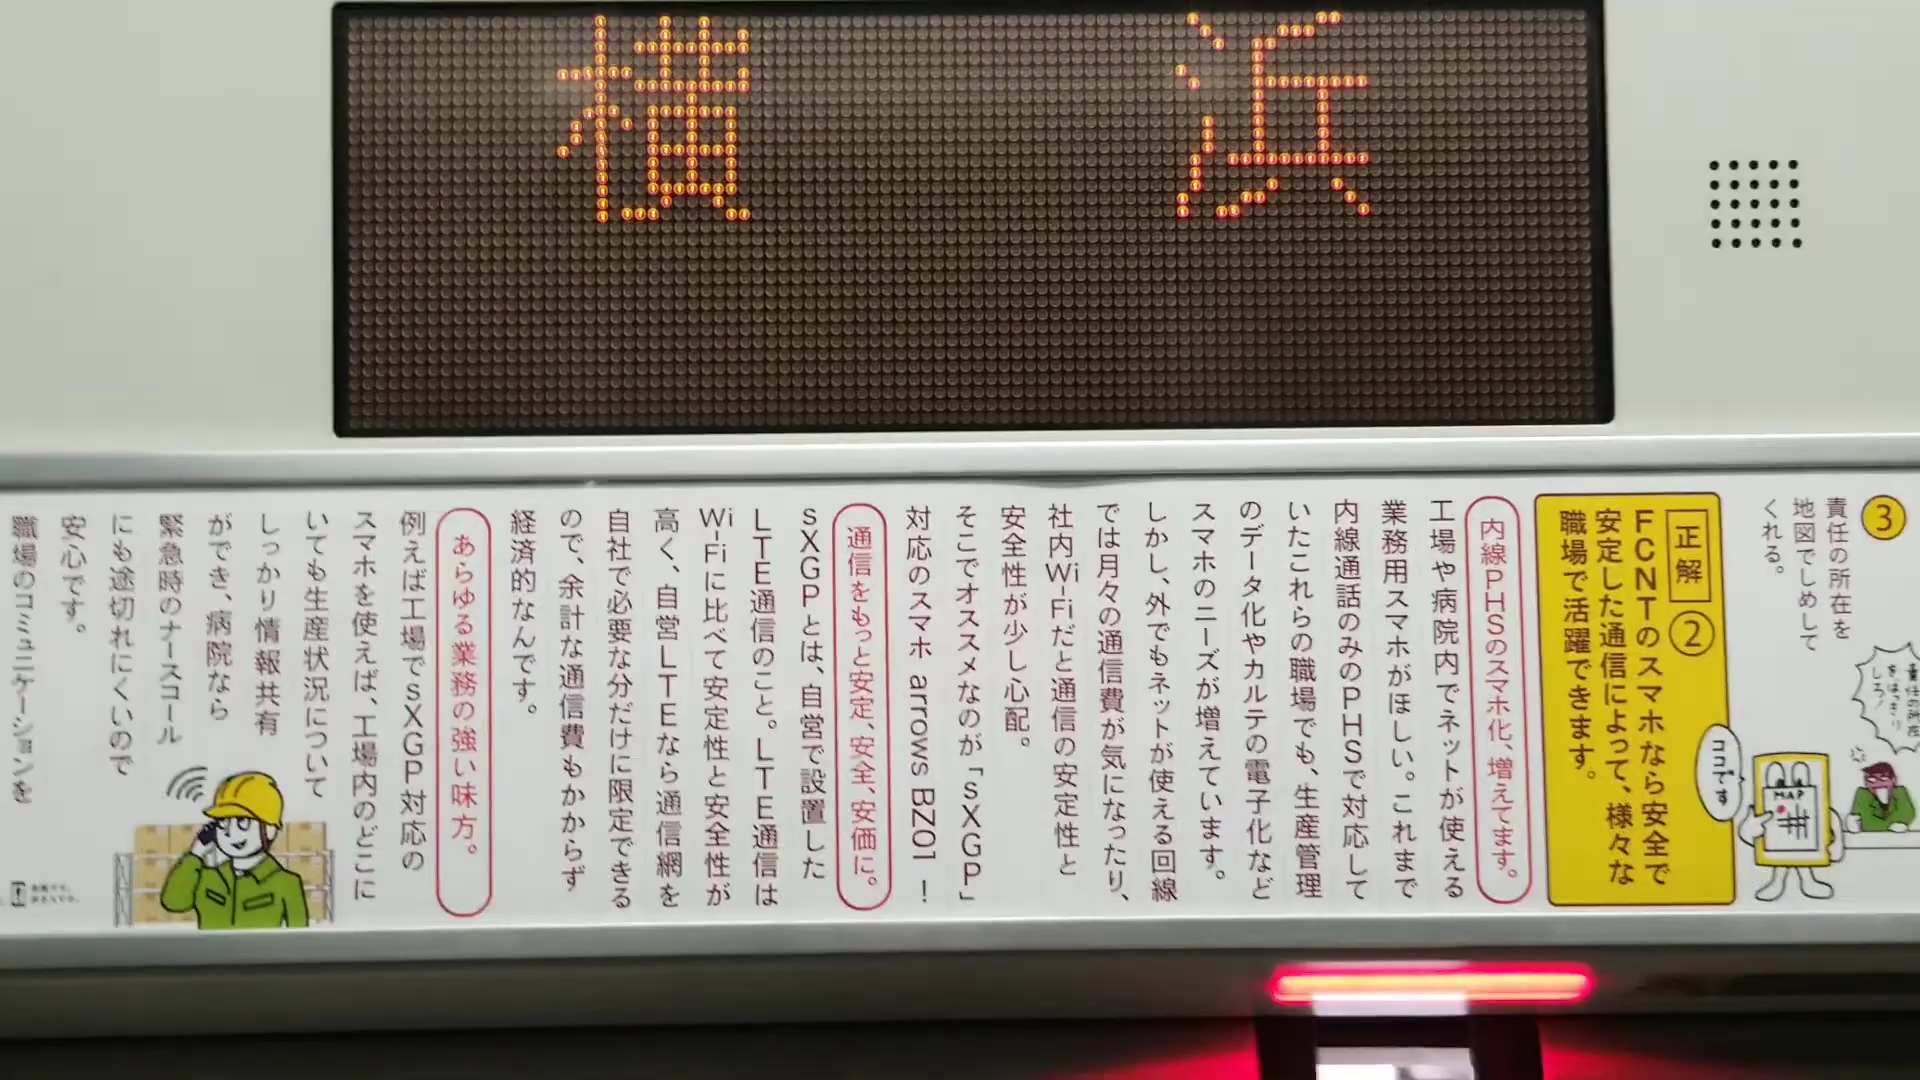 横浜
③
責任の所在を
地図でしめして
くれる。
責任の所在
をはっきり
しろ!
MAP
ココです
正解②
FCNTのスマホなら安全で
安定した通信によって、様々な
職場で活躍できます。
内線PHSのスマホ化、増えてます。
工場や病院内でネットが使える
業務用スマホがほしい。これまで
内線通話のみのPHSで対応して
いたこれらの職場でも、生産管理
のデータ化やカルテの電子化など
スマホのニーズが増えています。
しかし、外でもネットが使える回線
では月々の通信費が気になったり、
社内Wi-Fiだと通信の安定性と
安全性が少し心配。
そこでオススメなのが「sXGP」
対応のスマホ arrows BZ01！
通信をもっと安定、安全、安価に。
sXGPとは、自営で設置した
LTE通信のこと。LTE通信は
Wi-Fiに比べて安定性と安全性が
高く、自営LTEなら通信網を
自社で必要な分だけに限定できる
ので、余計な通信費もかからず
経済的なんです。
あらゆる業務の強い味方。
例えば工場でsXGP対応の
スマホを使えば、工場内のどこに
いても生産状況について
しっかり情報共有
ができ、病院なら
緊急時のナースコール
にも途切れにくいので
安心です。
職場のコミュニケーションを